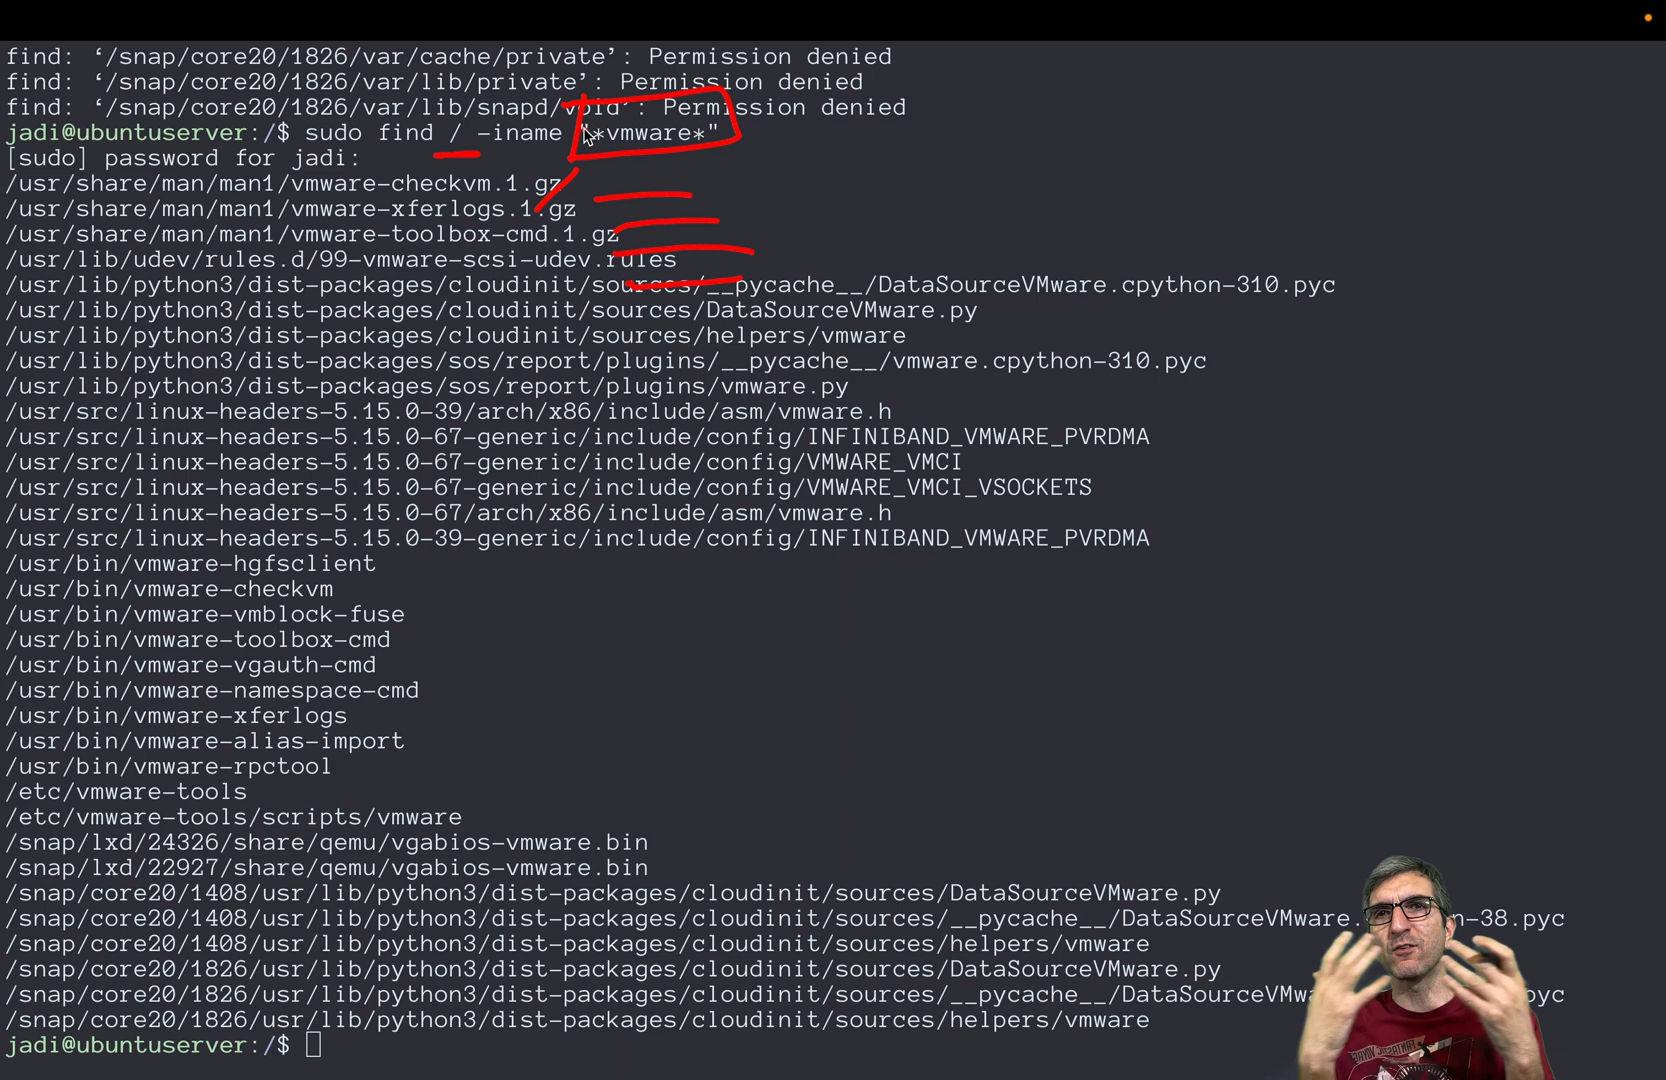 find: ‘/snap/core20/1826/var/cache/private’: Permission denied
find: ‘/snap/core20/1826/var/lib/private’: Permission denied
find: ‘/snap/core20/1826/var/lib/snapd/void’: Permission denied
jadi@ubuntuserver:/$ sudo find / -iname "*vmware*"
[sudo] password for jadi:
/usr/share/man/man1/vmware-checkvm.1.gz
/usr/share/man/man1/vmware-xferlogs.1.gz
/usr/share/man/man1/vmware-toolbox-cmd.1.gz
/usr/lib/udev/rules.d/99-vmware-scsi-udev.rules
/usr/lib/python3/dist-packages/cloudinit/sources/__pycache__/DataSourceVMware.cpython-310.pyc
/usr/lib/python3/dist-packages/cloudinit/sources/DataSourceVMware.py
/usr/lib/python3/dist-packages/cloudinit/sources/helpers/vmware
/usr/lib/python3/dist-packages/sos/report/plugins/__pycache__/vmware.cpython-310.pyc
/usr/lib/python3/dist-packages/sos/report/plugins/vmware.py
/usr/src/linux-headers-5.15.0-39/arch/x86/include/asm/vmware.h
/usr/src/linux-headers-5.15.0-67-generic/include/config/INFINIBAND_VMWARE_PVRDMA
/usr/src/linux-headers-5.15.0-67-generic/include/config/VMWARE_VMCI
/usr/src/linux-headers-5.15.0-67-generic/include/config/VMWARE_VMCI_VSOCKETS
/usr/src/linux-headers-5.15.0-67/arch/x86/include/asm/vmware.h
/usr/src/linux-headers-5.15.0-39-generic/include/config/INFINIBAND_VMWARE_PVRDMA
/usr/bin/vmware-hgfsclient
/usr/bin/vmware-checkvm
/usr/bin/vmware-vmblock-fuse
/usr/bin/vmware-toolbox-cmd
/usr/bin/vmware-vgauth-cmd
/usr/bin/vmware-namespace-cmd
/usr/bin/vmware-xferlogs
/usr/bin/vmware-alias-import
/usr/bin/vmware-rpctool
/etc/vmware-tools
/etc/vmware-tools/scripts/vmware
/snap/lxd/24326/share/qemu/vgabios-vmware.bin
/snap/lxd/22927/share/qemu/vgabios-vmware.bin
/snap/core20/1408/usr/lib/python3/dist-packages/cloudinit/sources/DataSourceVMware.py
/snap/core20/1408/usr/lib/python3/dist-packages/cloudinit/sources/__pycache__/DataSourceVMware. n-38.pyc
/snap/core20/1408/usr/lib/python3/dist-packages/cloudinit/sources/helpers/vmware
/snap/core20/1826/usr/lib/python3/dist-packages/cloudinit/sources/DataSourceVMware.py
/snap/core20/1826/usr/lib/python3/dist-packages/cloudinit/sources/__pycache__/DataSourceVMwa pyc
/snap/core20/1826/usr/lib/python3/dist-packages/cloudinit/sources/helpers/vmware
jadi@ubuntuserver:/$